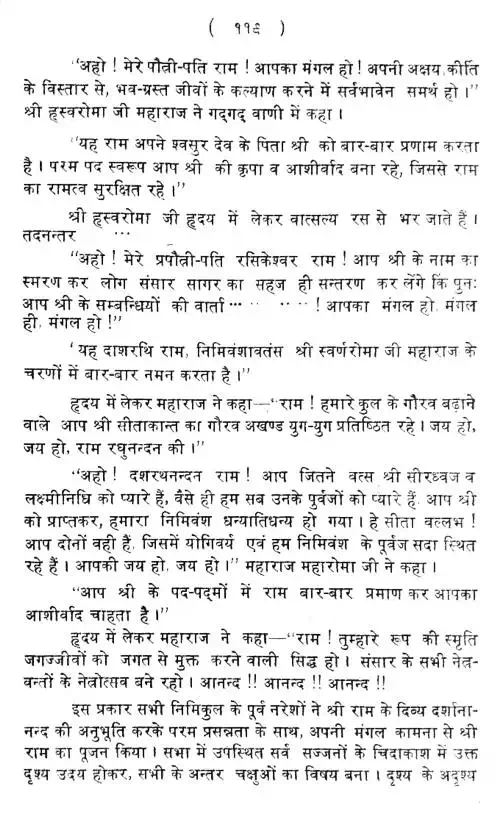 ( ११९ )
"अहो ! मेरे पौत्री-पति राम ! आपका मंगल हो ! अपनी अक्षय कीर्ति
के विस्तार से, भव-ग्रस्त जीवों के कल्याण करने में सर्वभावेन समर्थ हो ।"
श्री ह्रस्वरोमा जी महाराज ने गद्गद् वाणी में कहा ।
"यह राम अपने श्वसुर देव के पिता श्री को बार-बार प्रणाम करता
है । परम पद स्वरूप आप श्री की कृपा व आशीर्वाद बना रहे, जिससे राम
का रामत्व सुरक्षित रहे ।"
श्री ह्रस्वरोमा जी हृदय में लेकर वात्सल्य रस से भर जाते हैं ।
तदनन्तर ...
"अहो ! मेरे प्रपौत्री-पति रसिकेश्वर राम ! आप श्री के नाम का
स्मरण कर लोग संसार सागर का सहज ही सन्तरण कर लेंगे कि पुनः
आप श्री के सम्बन्धियों की वार्ता ... ... ... ! आपका मंगल हो, मंगल
ही, मंगल हो !"
'यह दाशरथि राम, निमिवंशावतंस श्री स्वर्णरोमा जी महाराज के
चरणों में बार-बार नमन करता है ।"
हृदय में लेकर महाराज ने कहा—"राम ! हमारे कुल के गौरव बढ़ाने
वाले आप श्री सीताकान्त का गौरव अखण्ड युग-युग प्रतिष्ठित रहे । जय हो,
जय हो, राम रघुनन्दन की ।"
"अहो ! दशरथनन्दन राम ! आप जितने वत्स श्री सीरध्वज व
लक्ष्मीनिधि को प्यारे हैं, वैसे ही हम सब उनके पुर्वजों को प्यारे हैं, आप श्री
को प्राप्तकर, हमारा निमिवंश धन्यातिधन्य हो गया । हे सीता वल्लभ !
आप दोनों वही हैं, जिसमें योगिवर्य एवं हम निमिवंश के पूर्वज सदा स्थित
रहे हैं । आपकी जय हो, जय हो ।" महाराज महारोमा जी ने कहा ।
"आप श्री के पद-पद्मों में राम बार-बार प्रमाण कर आपका
आशीर्वाद चाहता है ।"
हृदय में लेकर महाराज ने कहा—"राम ! तुम्हारे रूप की स्मृति
जगज्जीवों को जगत से मुक्त करने वाली सिद्ध हो । संसार के सभी नेत्र-
वन्तों के नेत्रोत्सव बने रहो । आनन्द !! आनन्द !! आनन्द !!
इस प्रकार सभी निमिकुल के पूर्व नरेशों ने श्री राम के दिव्य दर्शाना-
नन्द की अनुभूति करके परम प्रसन्नता के साथ, अपनी मंगल कामना से श्री
राम का पूजन किया । सभा में उपस्थित सर्व सज्जनों के चिदाकाश में उक्त
दृश्य उदय होकर, सभी के अन्तर चक्षुओं का विषय बना । दृश्य के अदृश्य